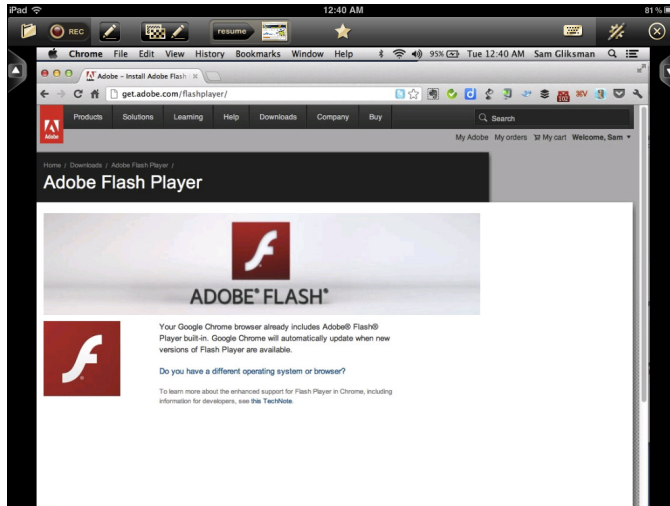 iPad 12:40 AM 81%
REC resume
Chrome File Edit View History Bookmarks Window Help 95% Tue 12:40 AM Sam Gliksman
Adobe - Install Adobe Flash
get.adobe.com/flashplayer/
Products Solutions Learning Help Downloads Company Buy Search
Adobe
My Adobe My orders My cart Welcome, Sam
Home / Downloads / Adobe Flash Player /
Adobe Flash Player
ADOBE® FLASH®
Your Google Chrome browser already includes Adobe® Flash®
Player built-in. Google Chrome will automatically update when new
versions of Flash Player are available.
Do you have a different operating system or browser?
To learn more about the enhanced support for Flash Player in Chrome, including
information for developers, see this TechNote.